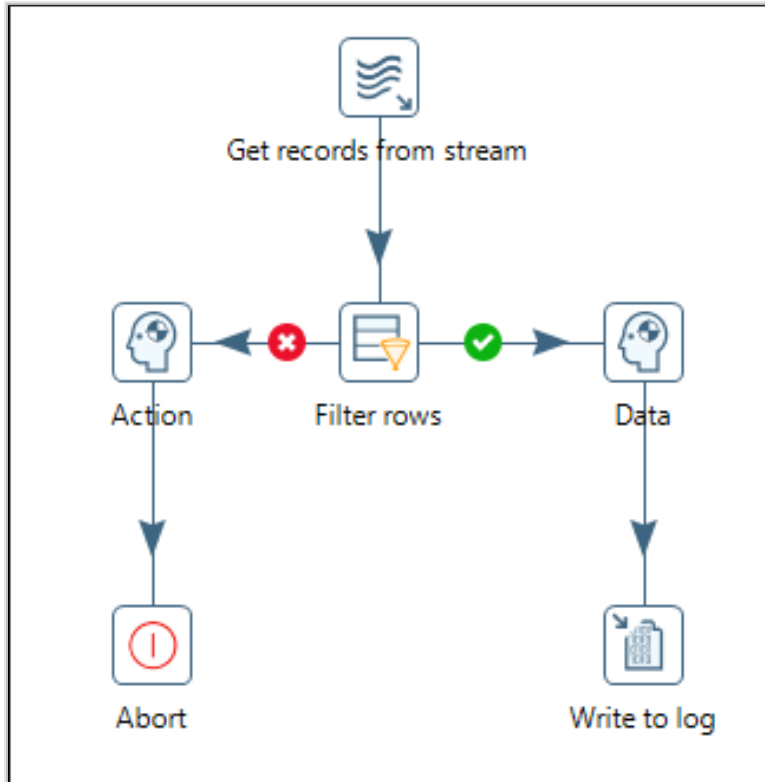 Get records from stream
Action
Filter rows
Data
Abort
Write to log